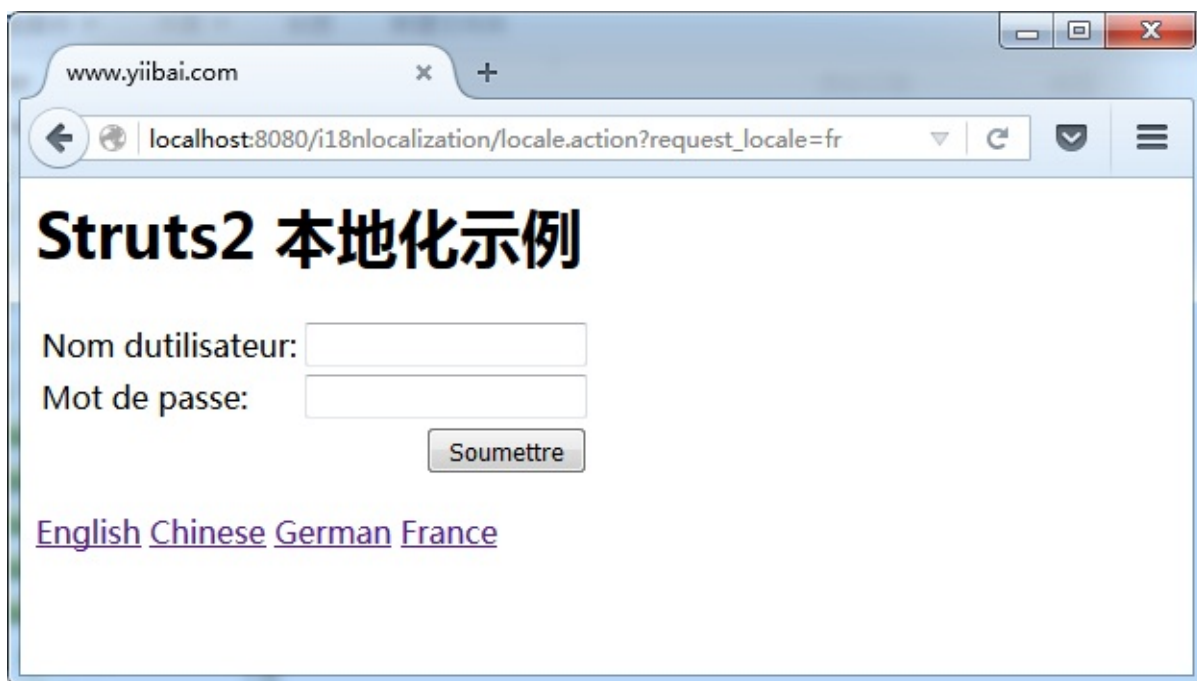 www.yiibai.com
localhost:8080/i18nlocalization/locale.action?request_locale=fr
Struts2 本地化示例
Nom dutilisateur:
Mot de passe:
Soumettre
English Chinese German France